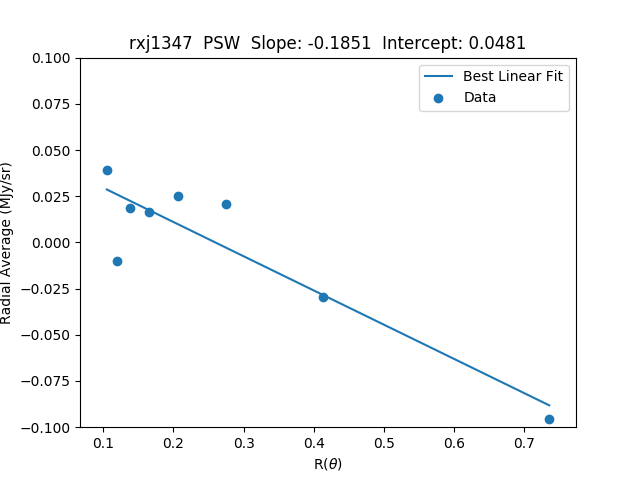 rxj1347  PSW  Slope: -0.1851  Intercept: 0.0481
Best Linear Fit
Data
Radial Average (MJy/sr)
0.100
0.075
0.050
0.025
0.000
−0.025
−0.050
−0.075
−0.100
0.1 0.2 0.3 0.4 0.5 0.6 0.7
R(θ)